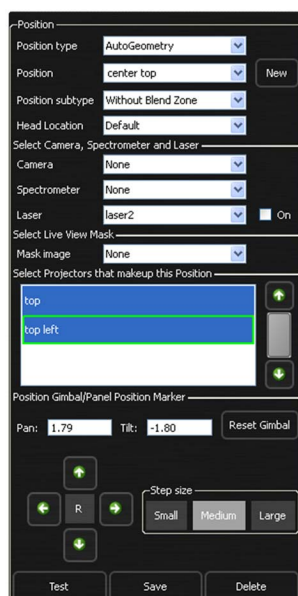 Position
Position type AutoGeometry
Position center top New
Position subtype Without Blend Zone
Head Location Default
Select Camera, Spectrometer and Laser
Camera None
Spectrometer None
Laser laser2 On
Select Live View Mask
Mask image None
Select Projectors that makeup this Position
top
top left
Position Gimbal/Panel Position Marker
Pan: 1.79 Tilt: -1.80 Reset Gimbal
Step size
R Small Medium Large
Test Save Delete